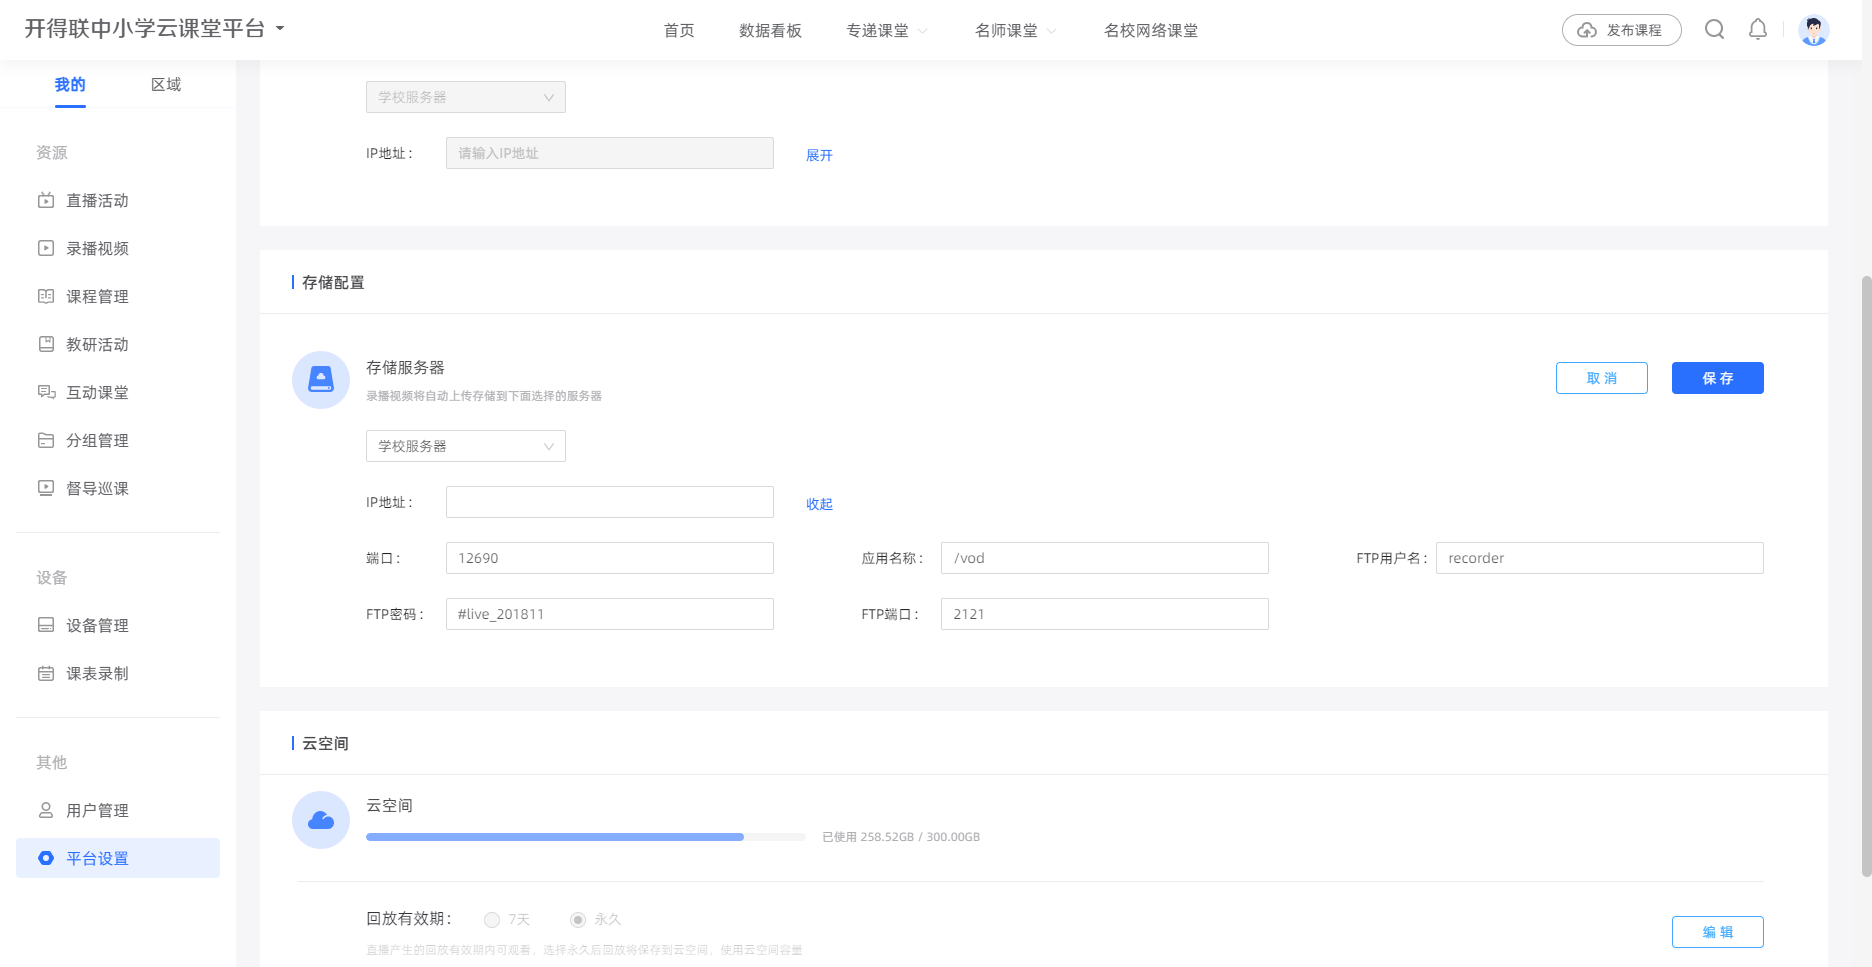 开得联中小学云课堂平台
首页 数据看板 专递课堂 名师课堂 名校网络课堂
发布课程
我的 区域
资源
直播活动
录播视频
课程管理
教研活动
互动课堂
分组管理
督导巡课
设备
设备管理
课表录制
其他
用户管理
平台设置
学校服务器
IP地址： 请输入IP地址 展开
存储配置
存储服务器
录播视频将自动上传存储到下面选择的服务器
取 消 保 存
学校服务器
IP地址： 收起
端口： 12690 应用名称： /vod FTP用户名： recorder
FTP密码： #live_201811 FTP端口： 2121
云空间
云空间
已使用 258.52GB / 300.00GB
回放有效期： 7天 永久
直播产生的回放有效期内可观看，选择永久后回放将保存到云空间，使用云空间容量
编 辑